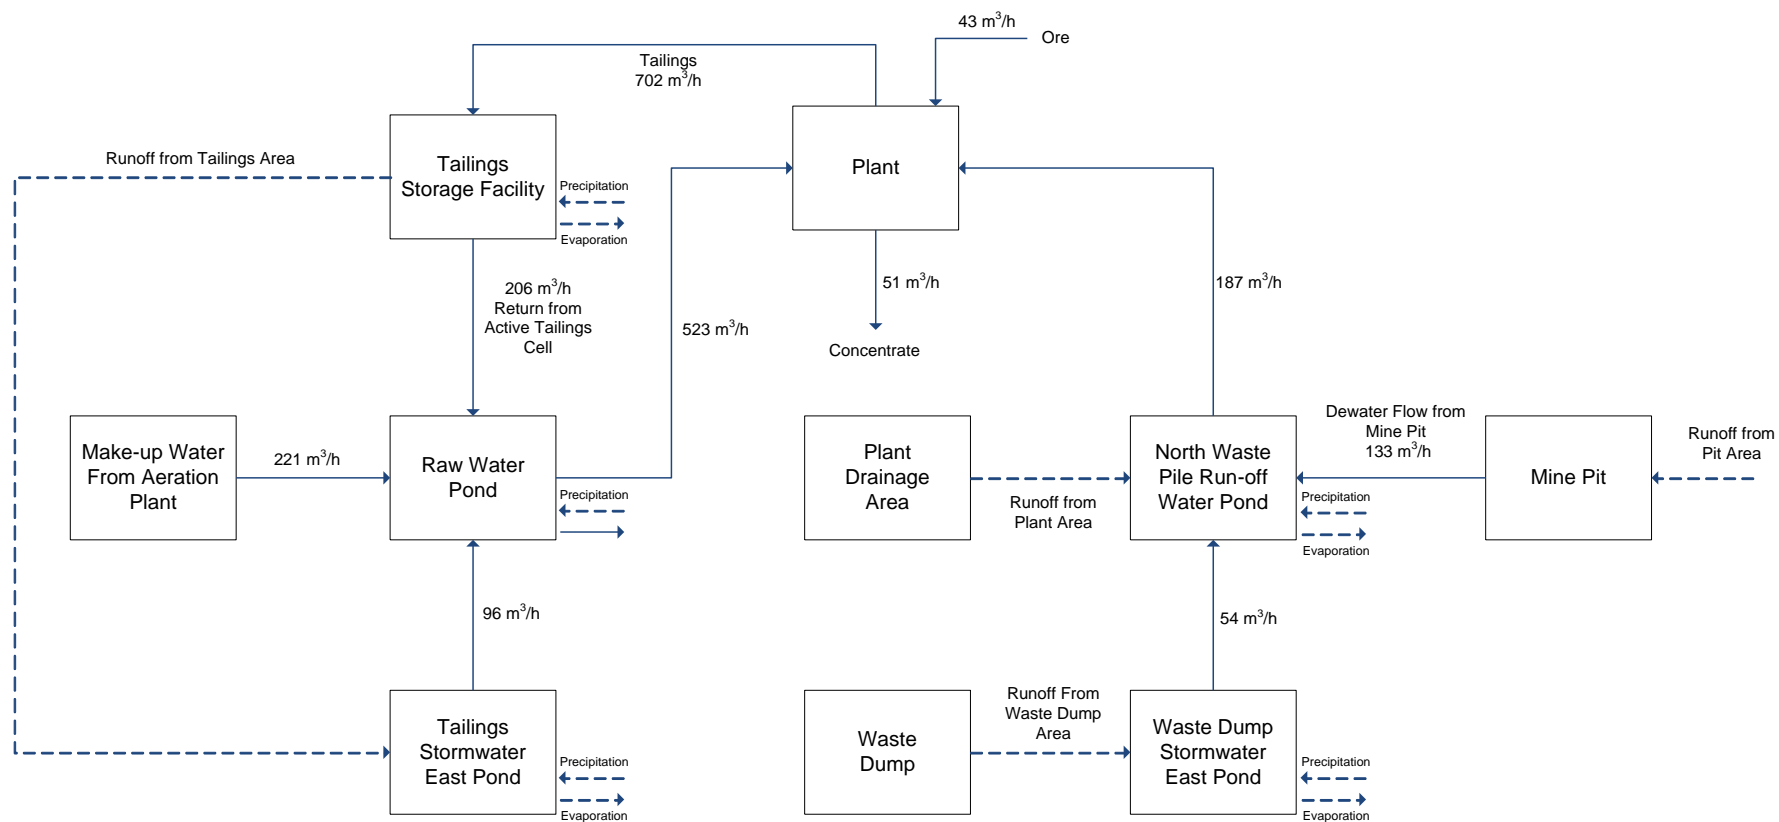 43 m³/h
Ore
Tailings
702 m³/h
Runoff from Tailings Area
Tailings
Storage Facility
Precipitation
Evaporation
Plant
206 m³/h
Return from
Active Tailings
Cell
523 m³/h
51 m³/h
Concentrate
187 m³/h
Make-up Water
From Aeration
Plant
221 m³/h
Raw Water
Pond
Precipitation
Plant
Drainage
Area
Runoff from
Plant Area
North Waste
Pile Run-off
Water Pond
Precipitation
Evaporation
Dewater Flow from
Mine Pit
133 m³/h
Mine Pit
Runoff from
Pit Area
96 m³/h
54 m³/h
Tailings
Stormwater
East Pond
Precipitation
Evaporation
Waste
Dump
Runoff From
Waste Dump
Area
Waste Dump
Stormwater
East Pond
Precipitation
Evaporation